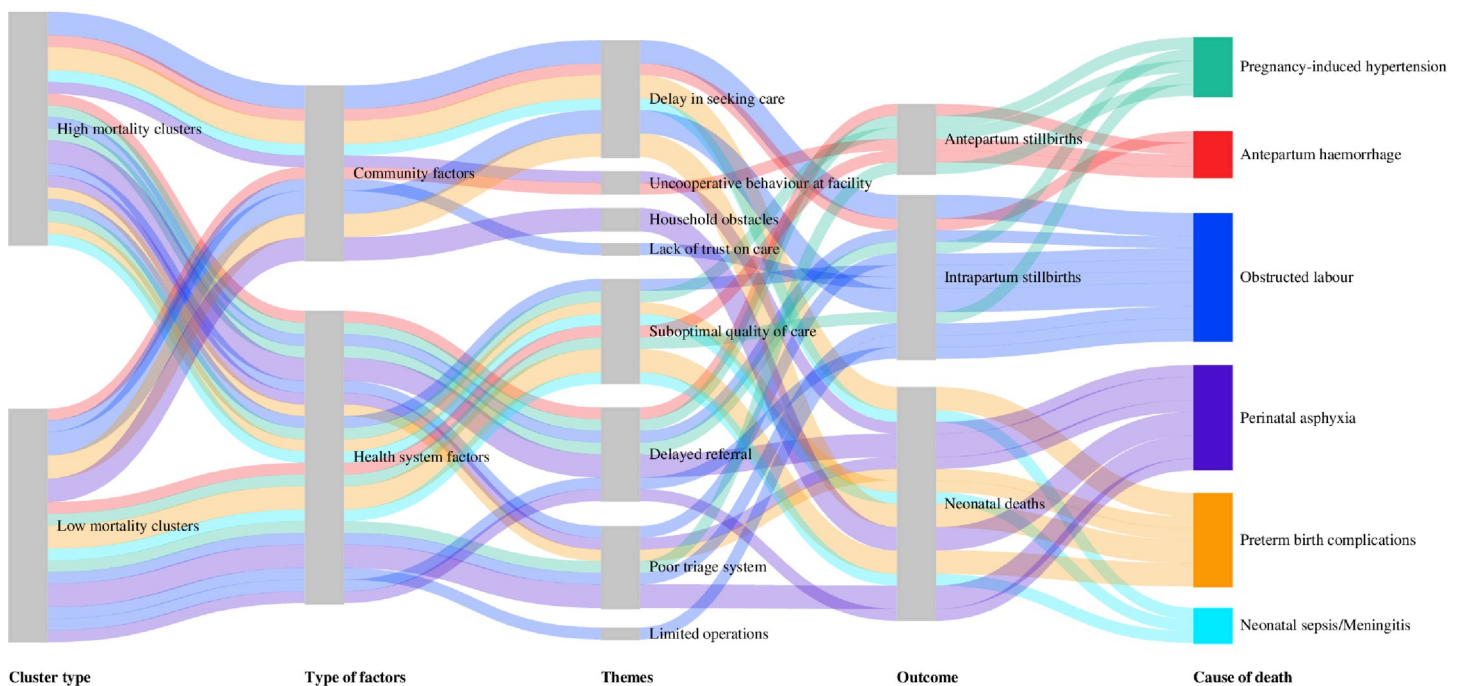 High mortality clusters
Low mortality clusters
Cluster type
Community factors
Health system factors
Type of factors
Delay in seeking care
Uncooperative behaviour at facility
Household obstacles
Lack of trust on care
Suboptimal quality of care
Delayed referral
Poor triage system
Limited operations
Themes
Antepartum stillbirths
Intrapartum stillbirths
Neonatal deaths
Outcome
Pregnancy-induced hypertension
Antepartum haemorrhage
Obstructed labour
Perinatal asphyxia
Preterm birth complications
Neonatal sepsis/Meningitis
Cause of death